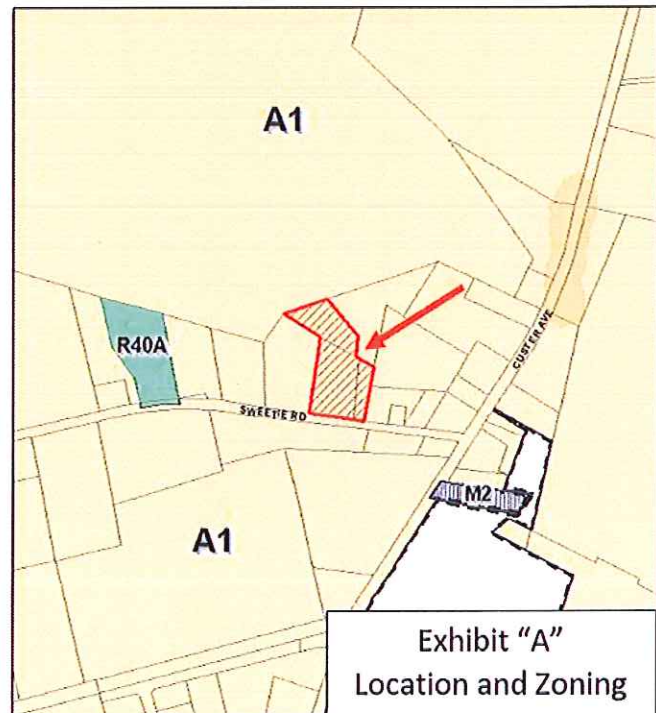 A1
CUSTER AVE
R40A
SWEETIE RD
M2
A1
Exhibit “A”
Location and Zoning